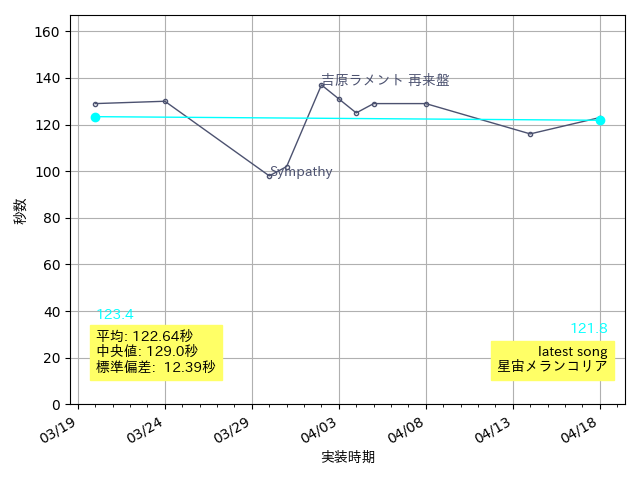 160
140
120
100
80
60
40
20
0
秒数
吉原ラメント 再来盤
Sympathy
123.4
平均: 122.64秒
中央値: 129.0秒
標準偏差: 12.39秒
121.8
latest song
星宙メランコリア
03/19
03/24
03/29
04/03
04/08
04/13
04/18
実装時期